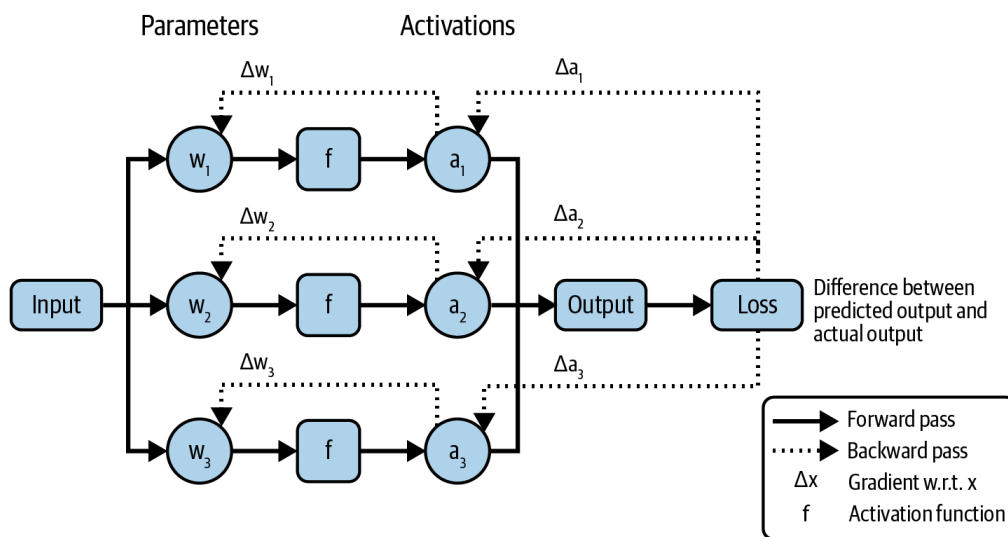 Parameters
Activations
Δw₁
Δa₁
w₁
f
a₁
Δw₂
Δa₂
Input
w₂
f
a₂
Output
Loss
Difference between
predicted output and
actual output
Δw₃
Δa₃
w₃
f
a₃
Forward pass
Backward pass
Δx Gradient w.r.t. x
f Activation function